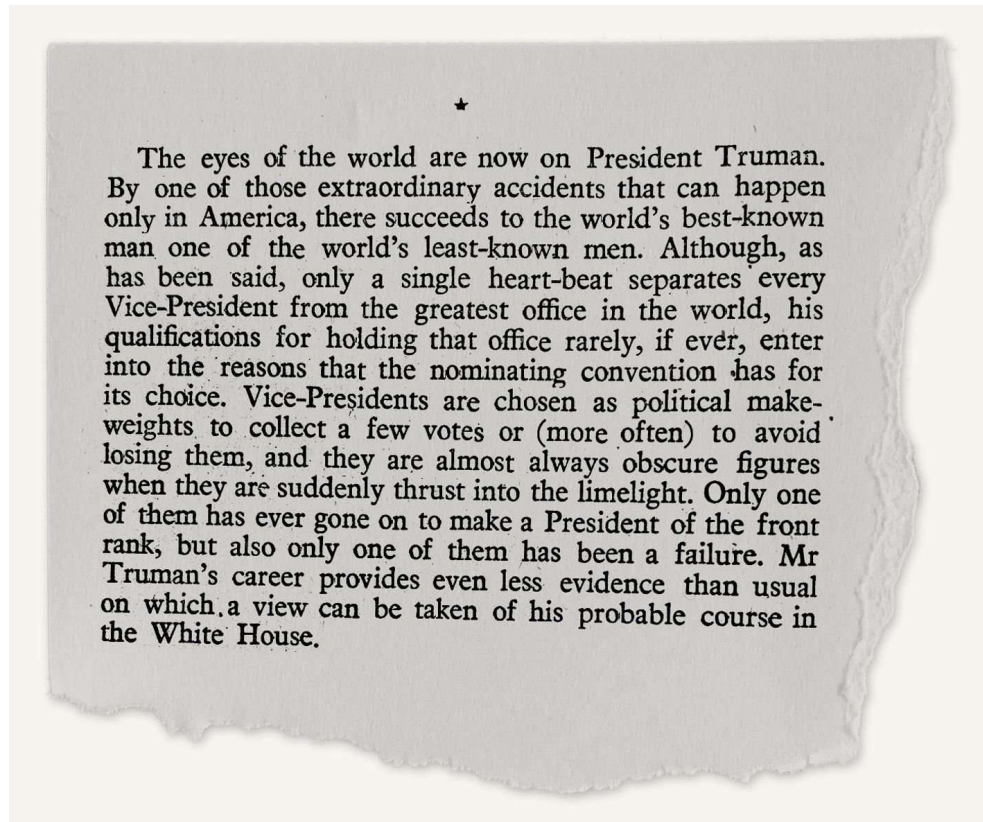 The eyes of the world are now on President Truman.
By one of those extraordinary accidents that can happen
only in America, there succeeds to the world's best-known
man one of the world's least-known men. Although, as
has been said, only a single heart-beat separates every
Vice-President from the greatest office in the world, his
qualifications for holding that office rarely, if ever, enter
into the reasons that the nominating convention has for
its choice. Vice-Presidents are chosen as political make-
weights to collect a few votes or (more often) to avoid
losing them, and they are almost always obscure figures
when they are suddenly thrust into the limelight. Only one
of them has ever gone on to make a President of the front
rank, but also only one of them has been a failure. Mr
Truman's career provides even less evidence than usual
on which a view can be taken of his probable course in
the White House.